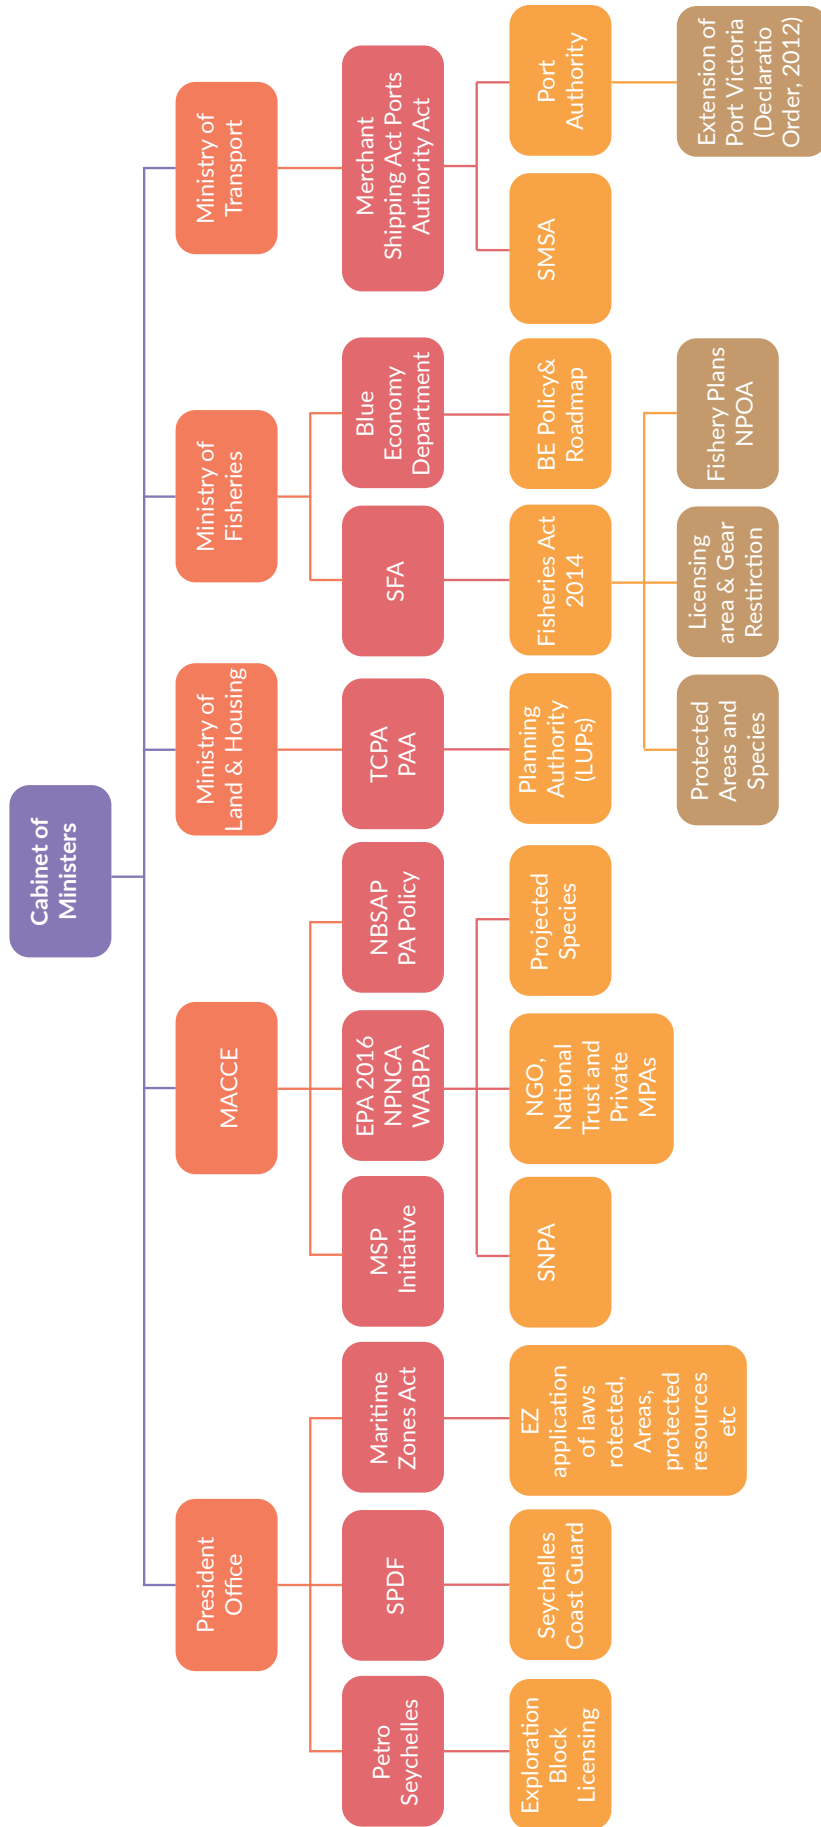 Cabinet of
Ministers
President
Office
MACCE
Ministry of
Land & Housing
Ministry of
Fisheries
Ministry of
Transport
Petro
Seychelles
SPDF
Maritime
Zones Act
MSP
Initiative
EPA 2016
NPNCA
WABPA
NBSAP
PA Policy
TCPA
PAA
SFA
Blue
Economy
Department
Merchant
Shipping Act Ports
Authority Act
Exploration
Block
Licensing
Seychelles
Coast Guard
EZ
application
of laws
rotected,
Areas,
protected
resources
etc
SNPA
NGO,
National
Trust and
Private
MPAs
Projected
Species
Planning
Authority
(LUPs)
Fisheries Act
2014
BE Policy&
Roadmap
SMSA
Port
Authority
Protected
Areas and
Species
Licensing
area & Gear
Restirction
Fishery Plans
NPOA
Extension of
Port Victoria
(Declaratio
Order, 2012)